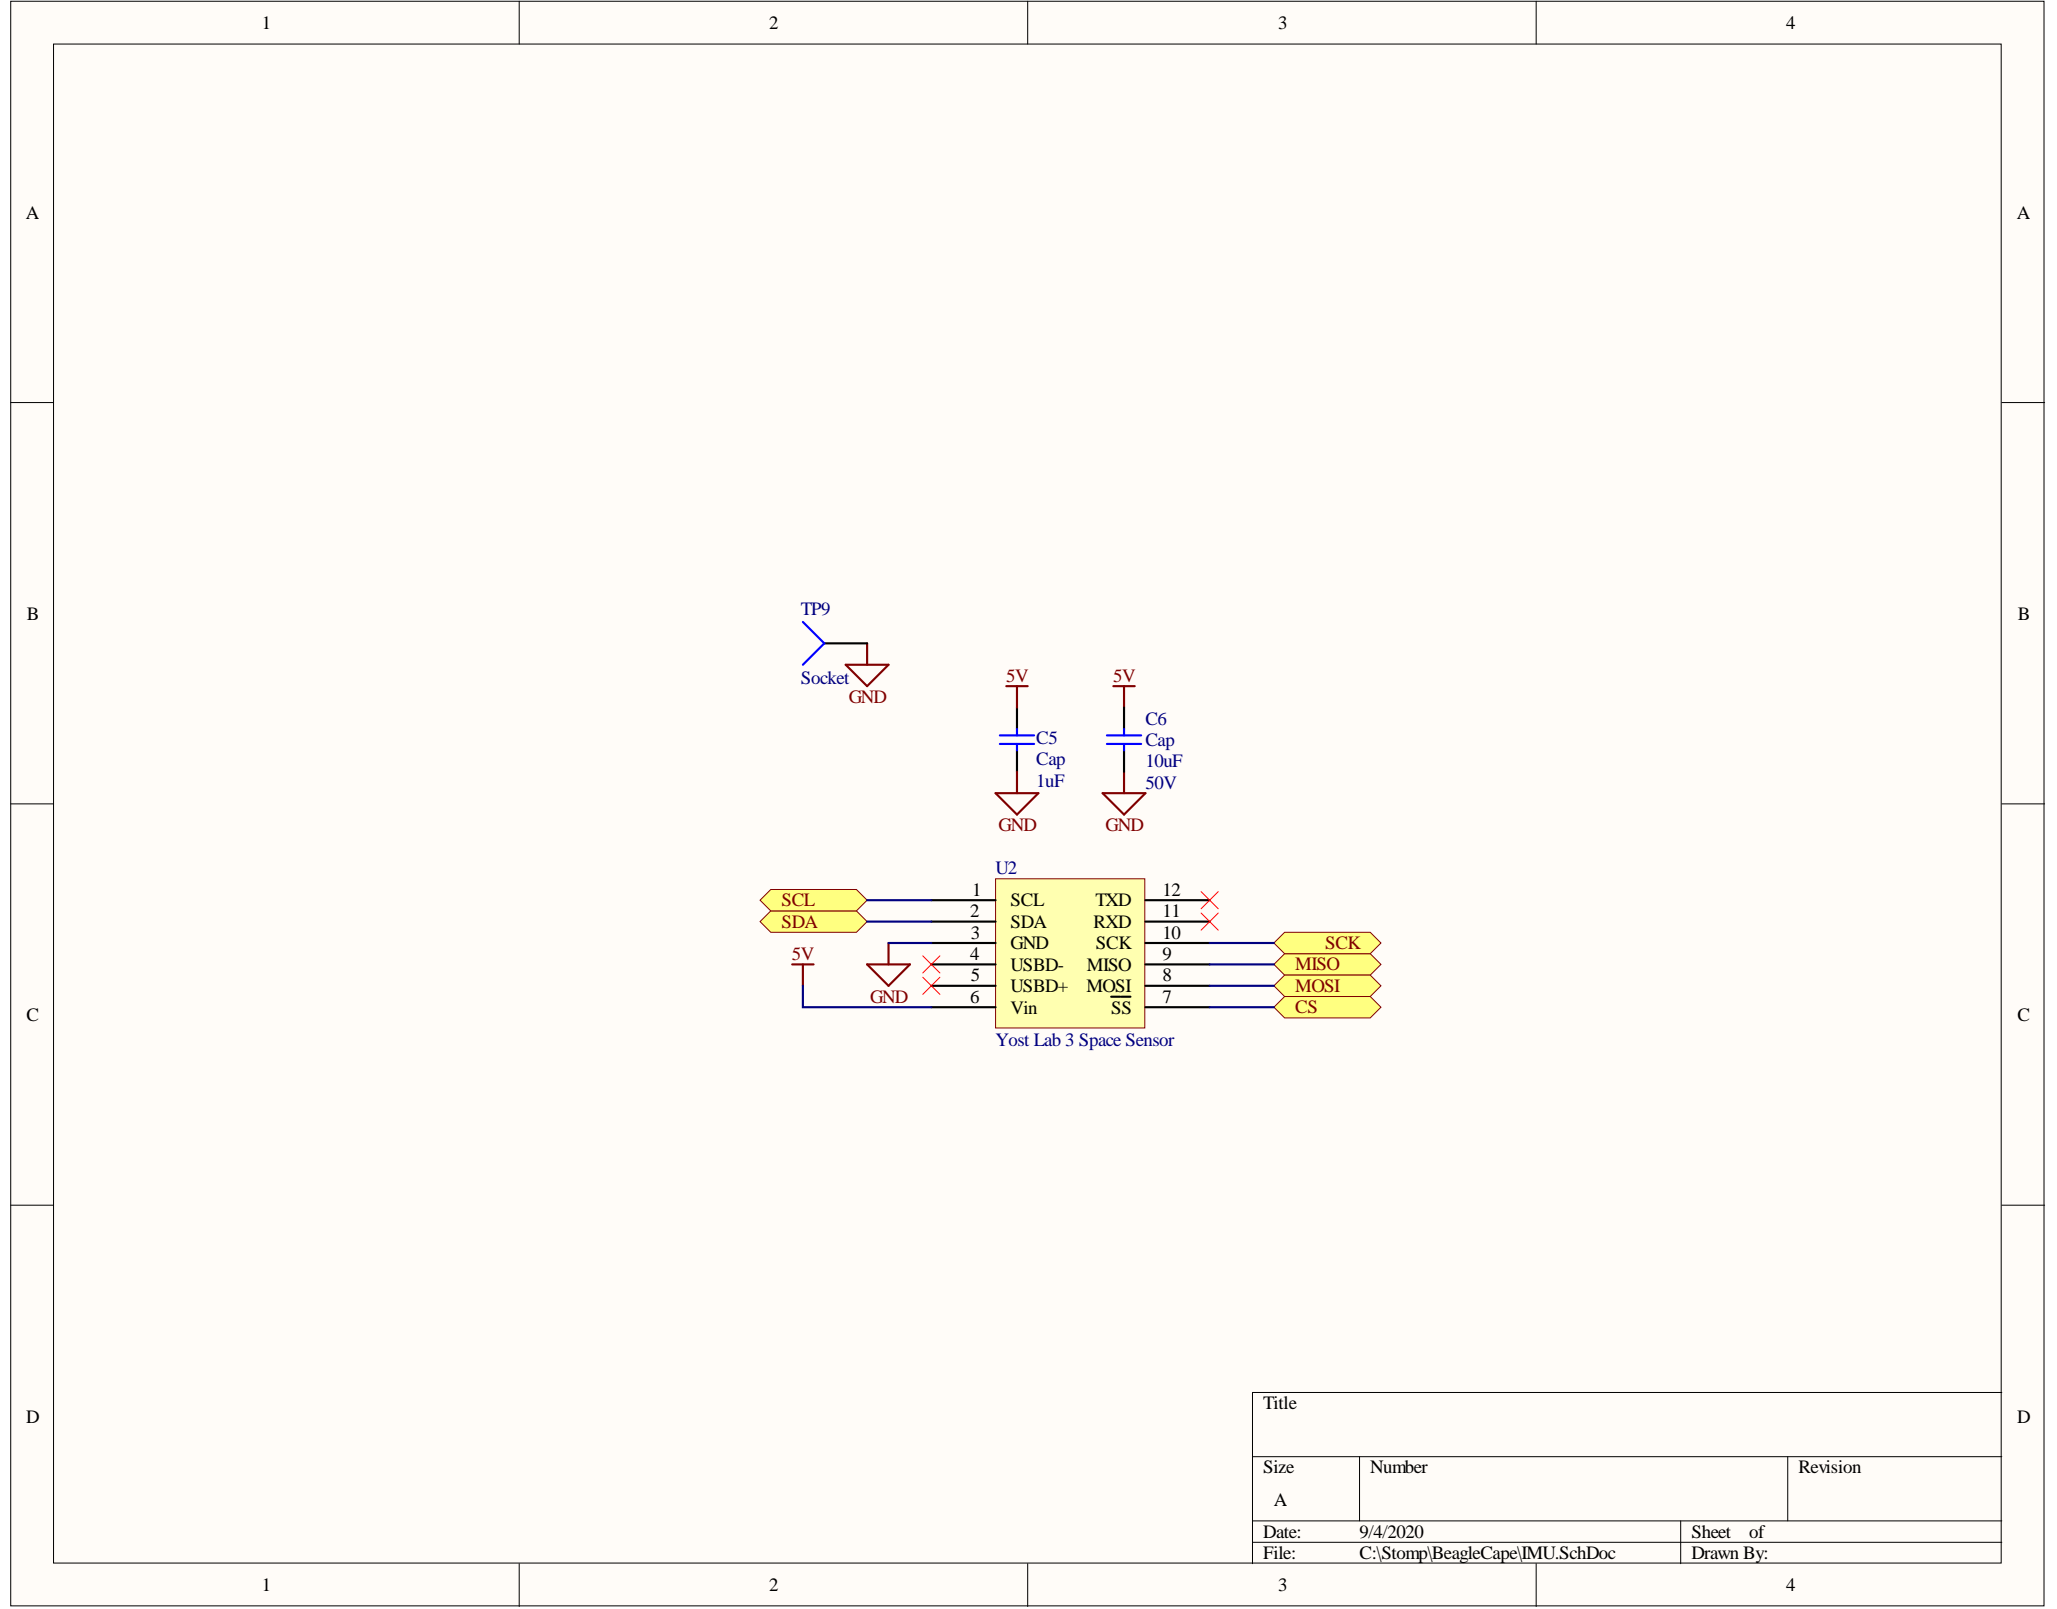 1 2 3 4
A A
B B
TP9
Socket
GND
5V 5V
C5
Cap
1uF
C6
Cap
10uF
50V
GND GND
U2
SCL 1 SCL TXD 12
SDA 2 SDA RXD 11
3 GND SCK 10 SCK
5V 4 USBD- MISO 9 MISO
GND 5 USBD+ MOSI 8 MOSI
6 Vin SS 7 CS
Yost Lab 3 Space Sensor
C C
D D
Title
Size Number Revision
A
Date: 9/4/2020 Sheet of
File: C:\Stomp\BeagleCape\IMU.SchDoc Drawn By:
1 2 3 4